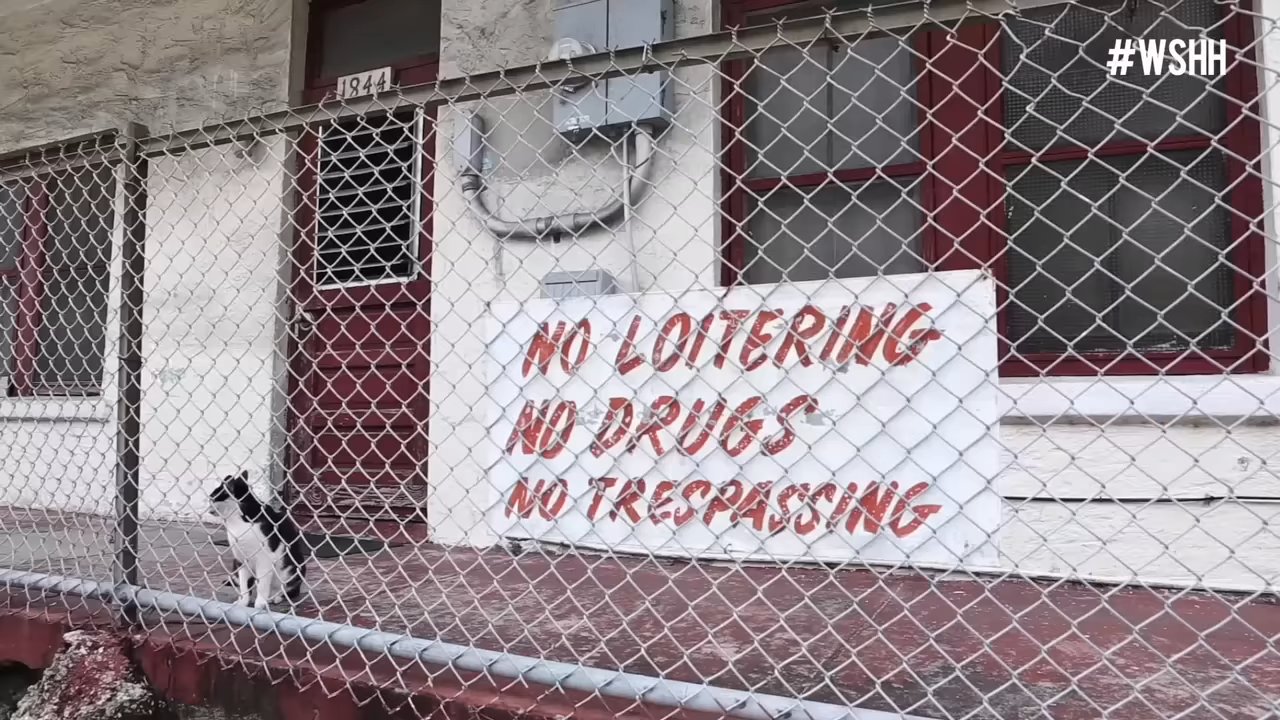 #WSHH
1844
NO LOITERING
NO DRUGS
NO TRESPASSING